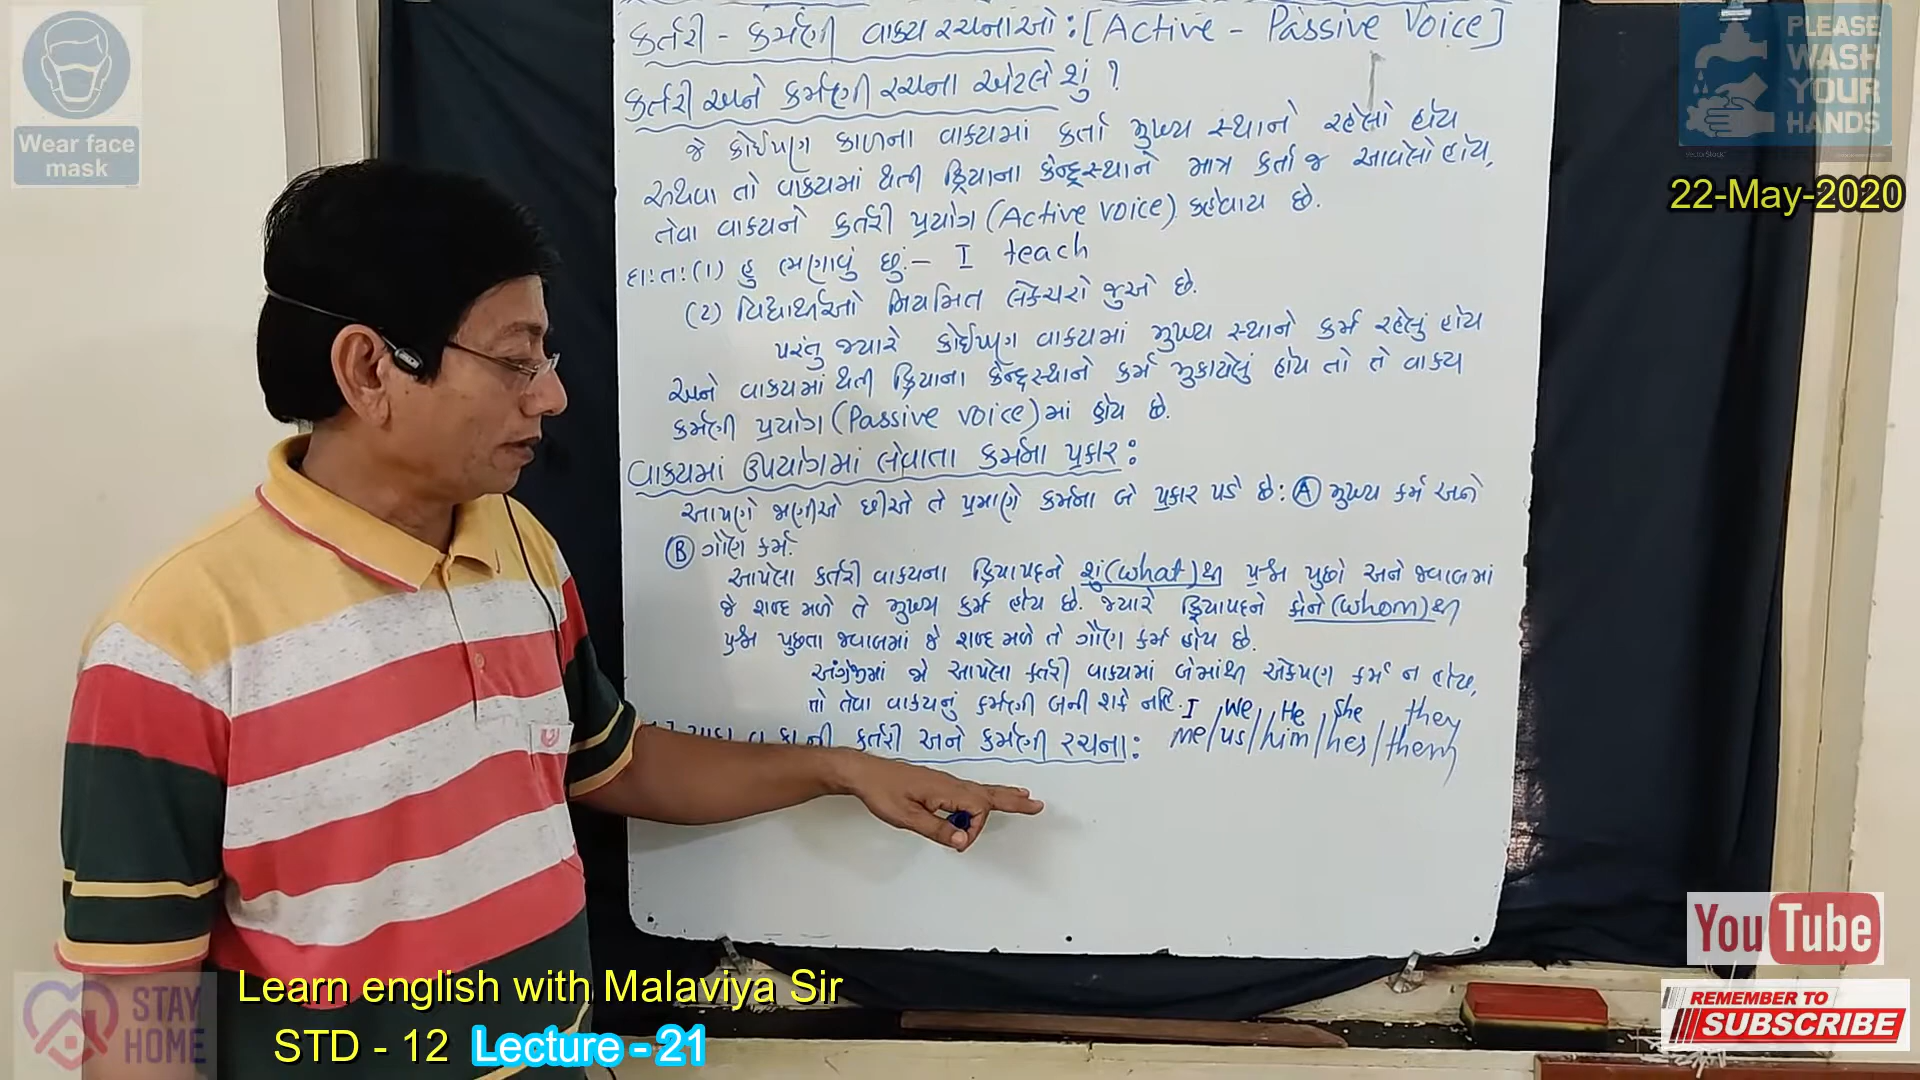 કર્તરી - કર્મણી વાક્ય રચનાઓ : [Active - Passive Voice]
કર્તરી અને કર્મણી રચના એટલે શું ?
જે કોઈપણ કાળના વાક્યમાં કર્તા મુખ્ય સ્થાને રહેલો હોય
અથવા તો વાક્યમાં થતી ક્રિયાના કેન્દ્રસ્થાને માત્ર કર્તા જ આવેલો હોય,
તેવા વાક્યને કર્તરી પ્રયોગ (Active voice) કહેવાય છે.
દા:ત:(1) હું ભણાવું છું.- I teach
(2) વિદ્યાર્થીઓ નિયમિત લેક્ચરો જુએ છે.
પરંતુ જ્યારે કોઈપણ વાક્યમાં મુખ્ય સ્થાને કર્મ રહેલું હોય
અને વાક્યમાં થતી ક્રિયાના કેન્દ્રસ્થાને કર્મ મુકાયેલું હોય તો તે વાક્ય
કર્મણી પ્રયોગ (Passive voice) માં હોય છે.
વાક્યમાં ઉપયોગમાં લેવાતા કર્મના પ્રકાર :
આપણે જાણીએ છીએ તે પ્રમાણે કર્મના બે પ્રકાર પડે છે : A મુખ્ય કર્મ અને
B ગૌણ કર્મ.
આપેલા કર્તરી વાક્યના ક્રિયાપદને શું (what) થી પ્રશ્ન પુછો અને જવાબમાં
જે શબ્દ મળે તે મુખ્ય કર્મ હોય છે. જ્યારે ક્રિયાપદને કોને (whom) થી
પ્રશ્ન પુછતા જવાબમાં જે શબ્દ મળે તે ગૌણ કર્મ હોય છે.
અંગ્રેજીમાં જો આપેલા કર્તરી વાક્યમાં બેમાંથી એકપણ કર્મ ન હોય,
તો તેવા વાક્યનું કર્મણી બની શકે નહિ.
I we He She they
કર્તરી અને કર્મણી રચના :
me/us/him/her/them
Wear face
mask
PLEASE
WASH
YOUR
HANDS
22-May-2020
STAY
HOME
Learn english with Malaviya Sir
STD - 12 Lecture - 21
YouTube
REMEMBER TO
SUBSCRIBE